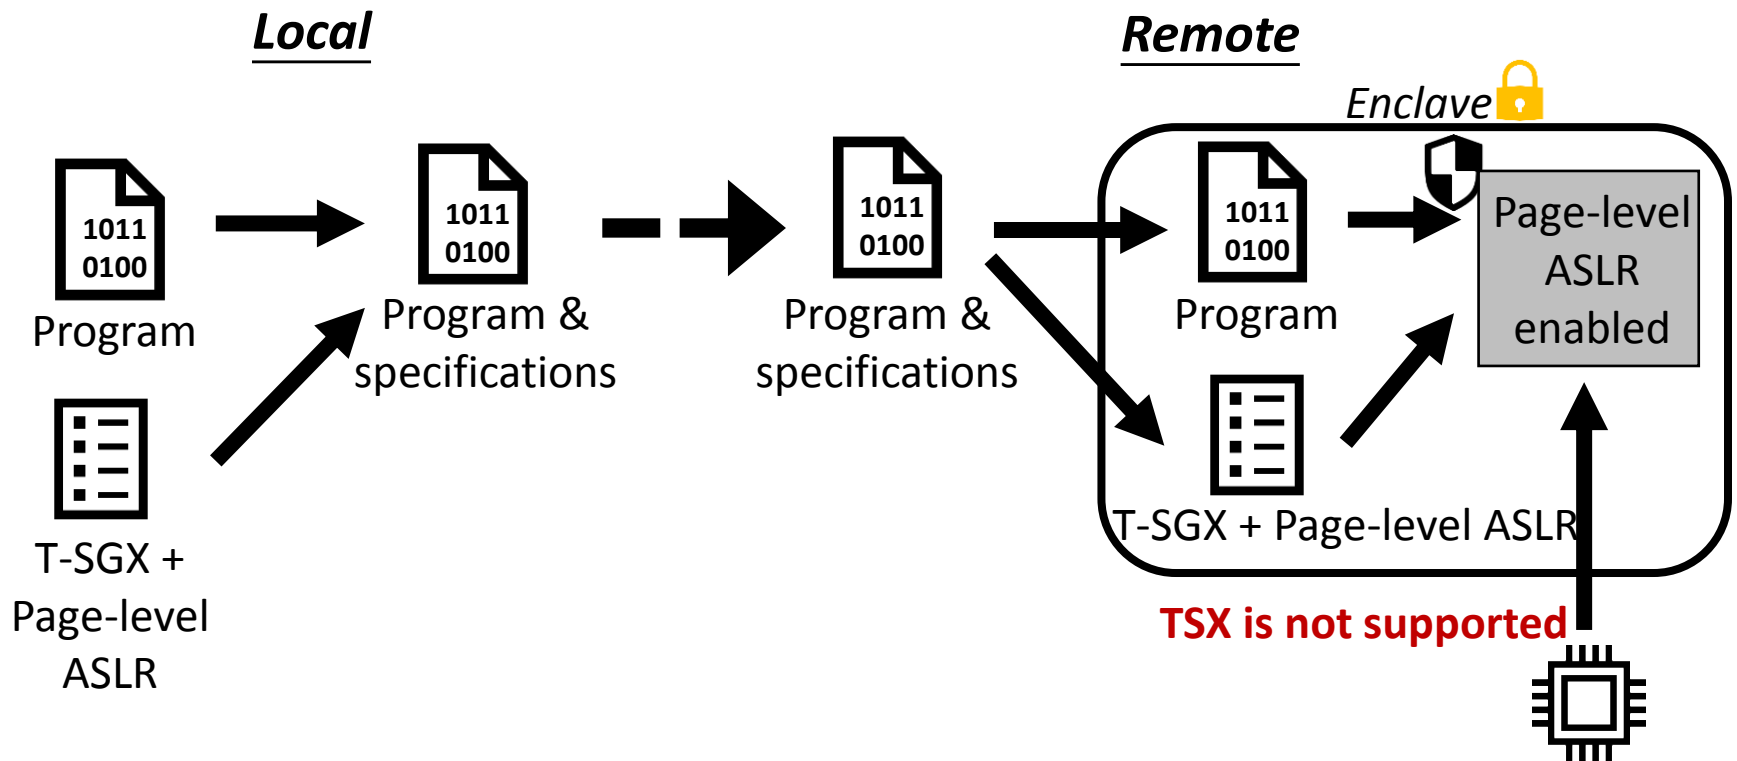 Local
Remote
Enclave
1011
0100
Program
1011
0100
Program &
specifications
1011
0100
Program &
specifications
1011
0100
Program
Page-level
ASLR
enabled
T-SGX +
Page-level
ASLR
T-SGX + Page-level ASLR
TSX is not supported